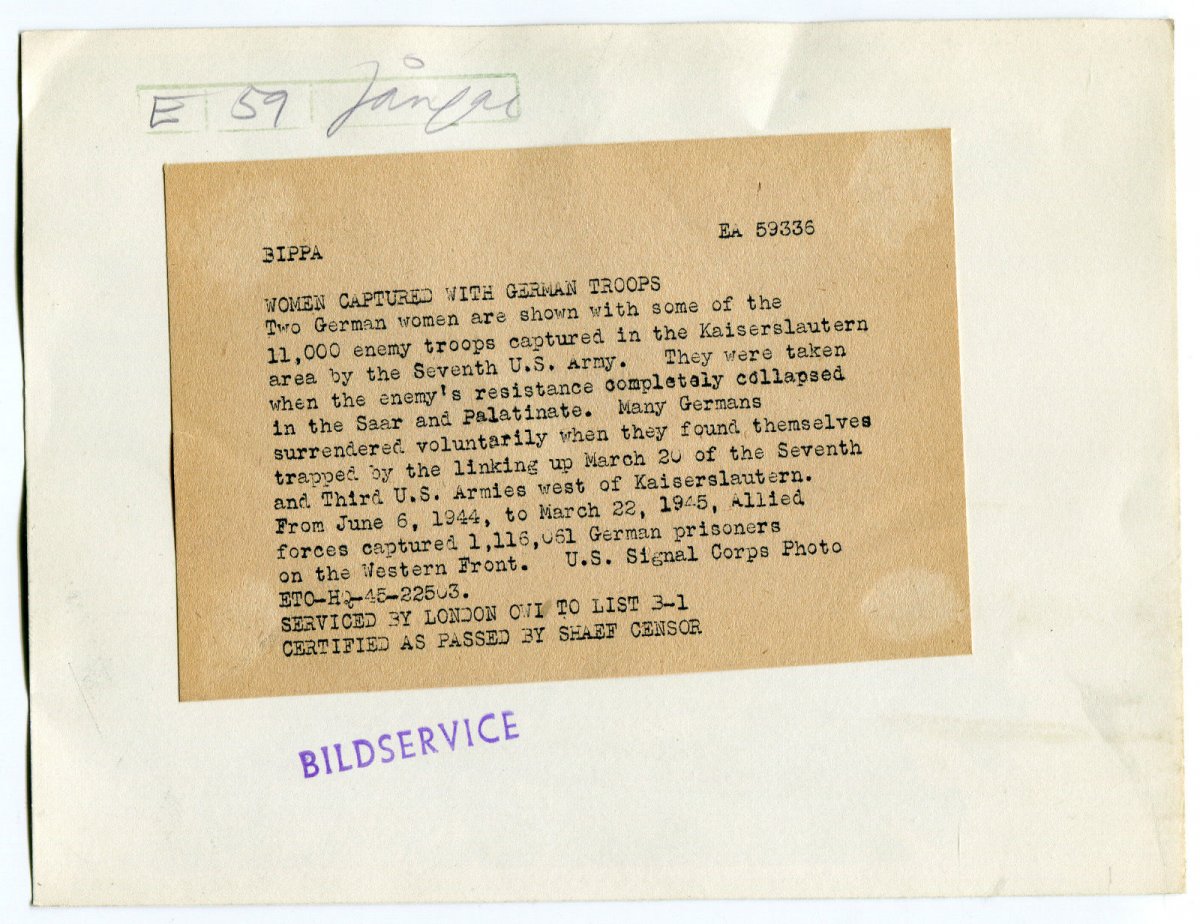 E 59 Fångar
EA 59336
BIPPA
WOMEN CAPTURED WITH GERMAN TROOPS
Two German women are shown with some of the
11,000 enemy troops captured in the Kaiserslautern
area by the Seventh U.S. Army. They were taken
when the enemy's resistance completely collapsed
in the Saar and Palatinate. Many Germans
surrendered voluntarily when they found themselves
trapped by the linking up March 20 of the Seventh
and Third U.S. Armies west of Kaiserslautern.
From June 6, 1944, to March 22, 1945, Allied
forces captured 1,116,061 German prisoners
on the Western Front. U.S. Signal Corps Photo
ETO-HQ-45-22503.
SERVICED BY LONDON OWI TO LIST B-1
CERTIFIED AS PASSED BY SHAEF CENSOR
BILDSERVICE